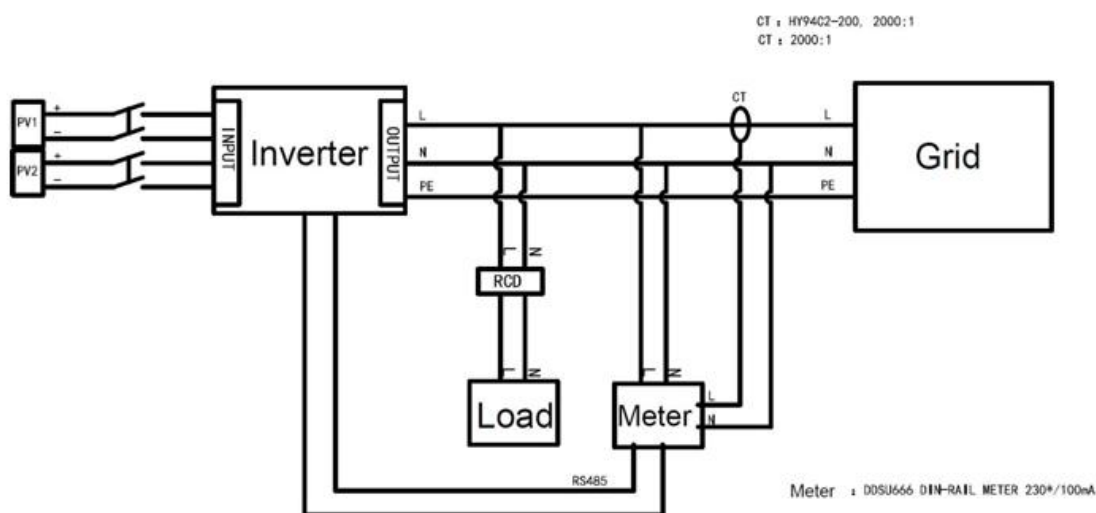 CT : HY94C2-200, 2000:1
CT : 2000:1
PV1
+
-
PV2
+
-
INPUT
Inverter
OUTPUT
L
N
PE
CT
L
N
PE
Grid
L
N
RCD
L
N
Load
L
N
Meter
L
N
RS485
Meter : DDSU666 DIN-RAIL METER 230*/100mA